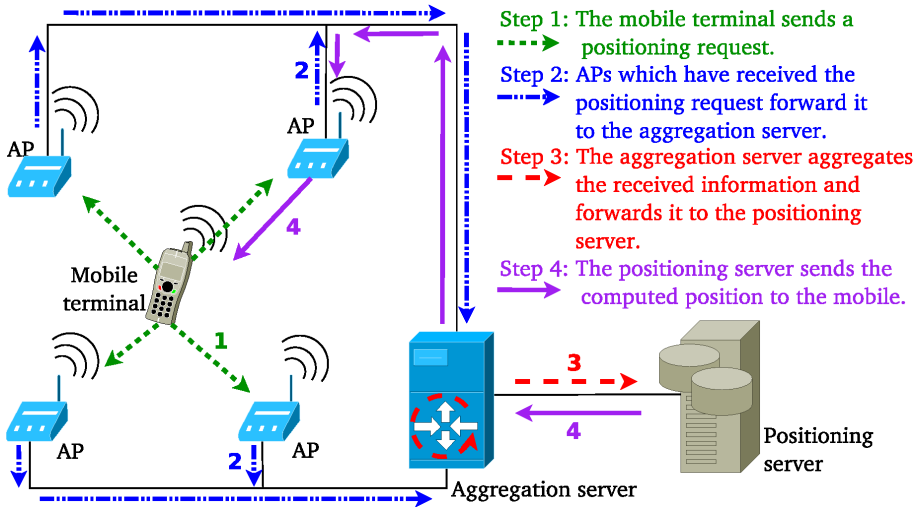 Step 1: The mobile terminal sends a
positioning request.
Step 2: APs which have received the
positioning request forward it
to the aggregation server.
Step 3: The aggregation server aggregates
the received information and
forwards it to the positioning
server.
Step 4: The positioning server sends the
computed position to the mobile.
2
AP
AP
4
Mobile
terminal
1
3
4
AP
2
AP
Positioning
server
Aggregation server